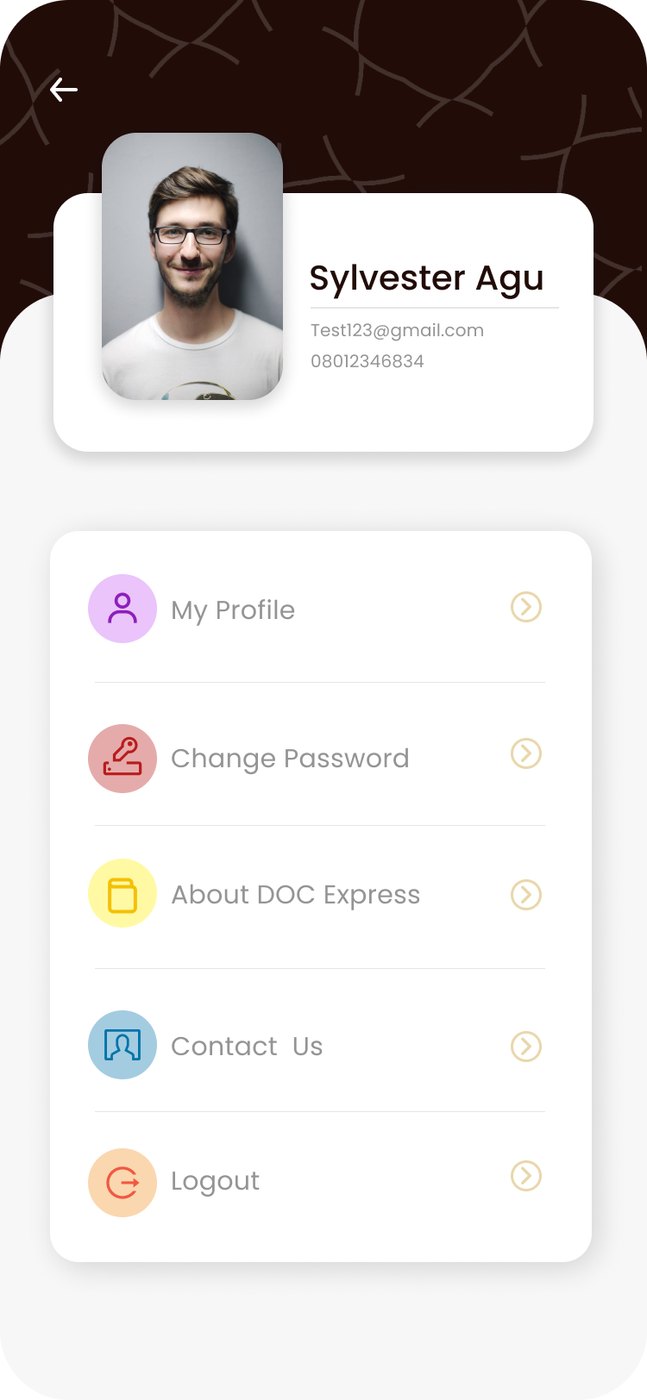 Sylvester Agu
Test123@gmail.com
08012346834
My Profile
Change Password
About DOC Express
Contact  Us
Logout